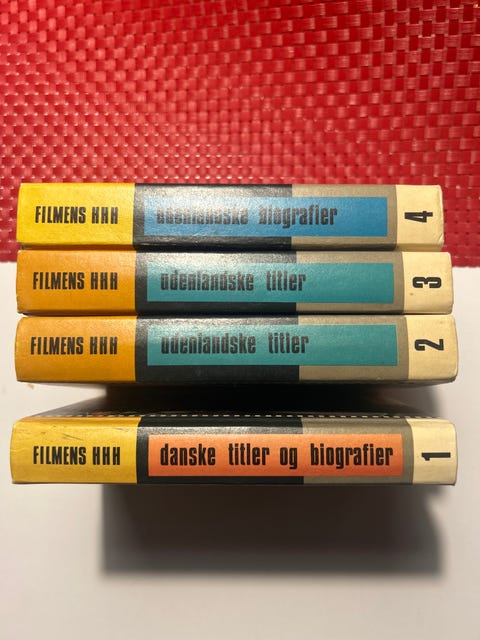 FILMENS HHH udenlandske biografier 4
FILMENS HHH udenlandske titler 3
FILMENS HHH udenlandske titler 2
FILMENS HHH danske titler og biografier 1